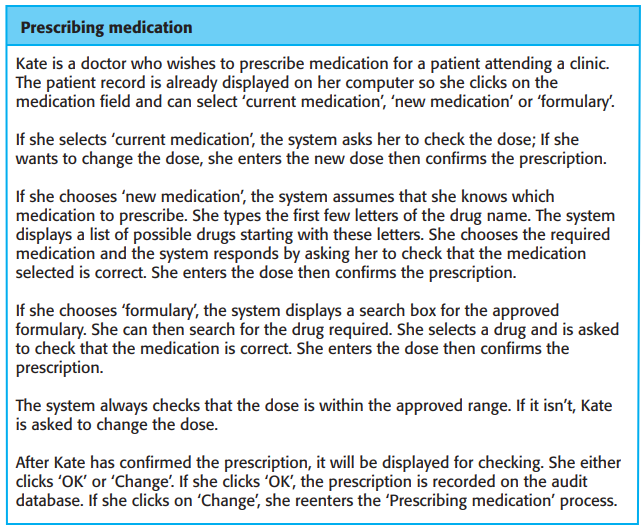 Prescribing medication
Kate is a doctor who wishes to prescribe medication for a patient attending a clinic.
The patient record is already displayed on her computer so she clicks on the
medication field and can select ‘current medication’, ‘new medication’ or ‘formulary’.
If she selects ‘current medication’, the system asks her to check the dose; If she
wants to change the dose, she enters the new dose then confirms the prescription.
If she chooses ‘new medication’, the system assumes that she knows which
medication to prescribe. She types the first few letters of the drug name. The system
displays a list of possible drugs starting with these letters. She chooses the required
medication and the system responds by asking her to check that the medication
selected is correct. She enters the dose then confirms the prescription.
If she chooses ‘formulary’, the system displays a search box for the approved
formulary. She can then search for the drug required. She selects a drug and is asked
to check that the medication is correct. She enters the dose then confirms the
prescription.
The system always checks that the dose is within the approved range. If it isn’t, Kate
is asked to change the dose.
After Kate has confirmed the prescription, it will be displayed for checking. She either
clicks ‘OK’ or ‘Change’. If she clicks ‘OK’, the prescription is recorded on the audit
database. If she clicks on ‘Change’, she reenters the ‘Prescribing medication’ process.